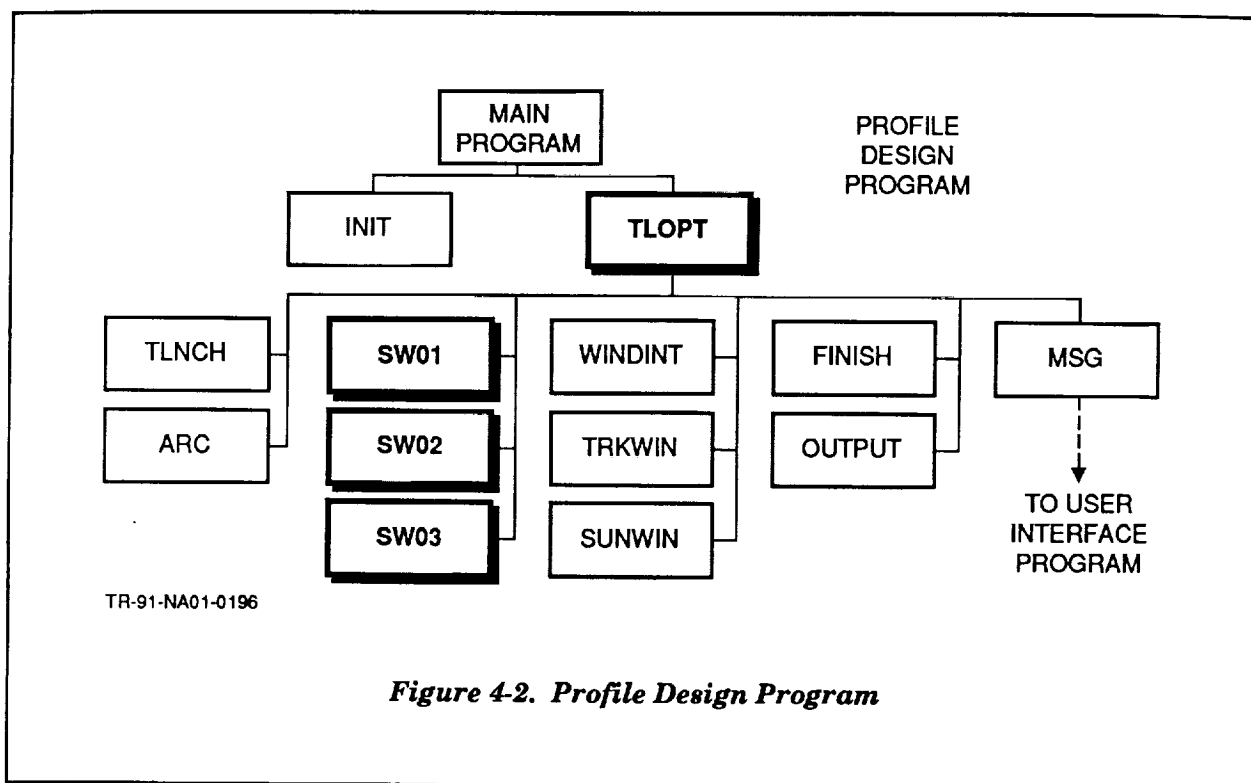 MAIN
PROGRAM
PROFILE
DESIGN
PROGRAM
INIT
TLOPT
TLNCH
SW01
WINDINT
FINISH
MSG
ARC
SW02
TRKWIN
OUTPUT
SW03
SUNWIN
TO USER
INTERFACE
PROGRAM
TR-91-NA01-0196
Figure 4-2. Profile Design Program